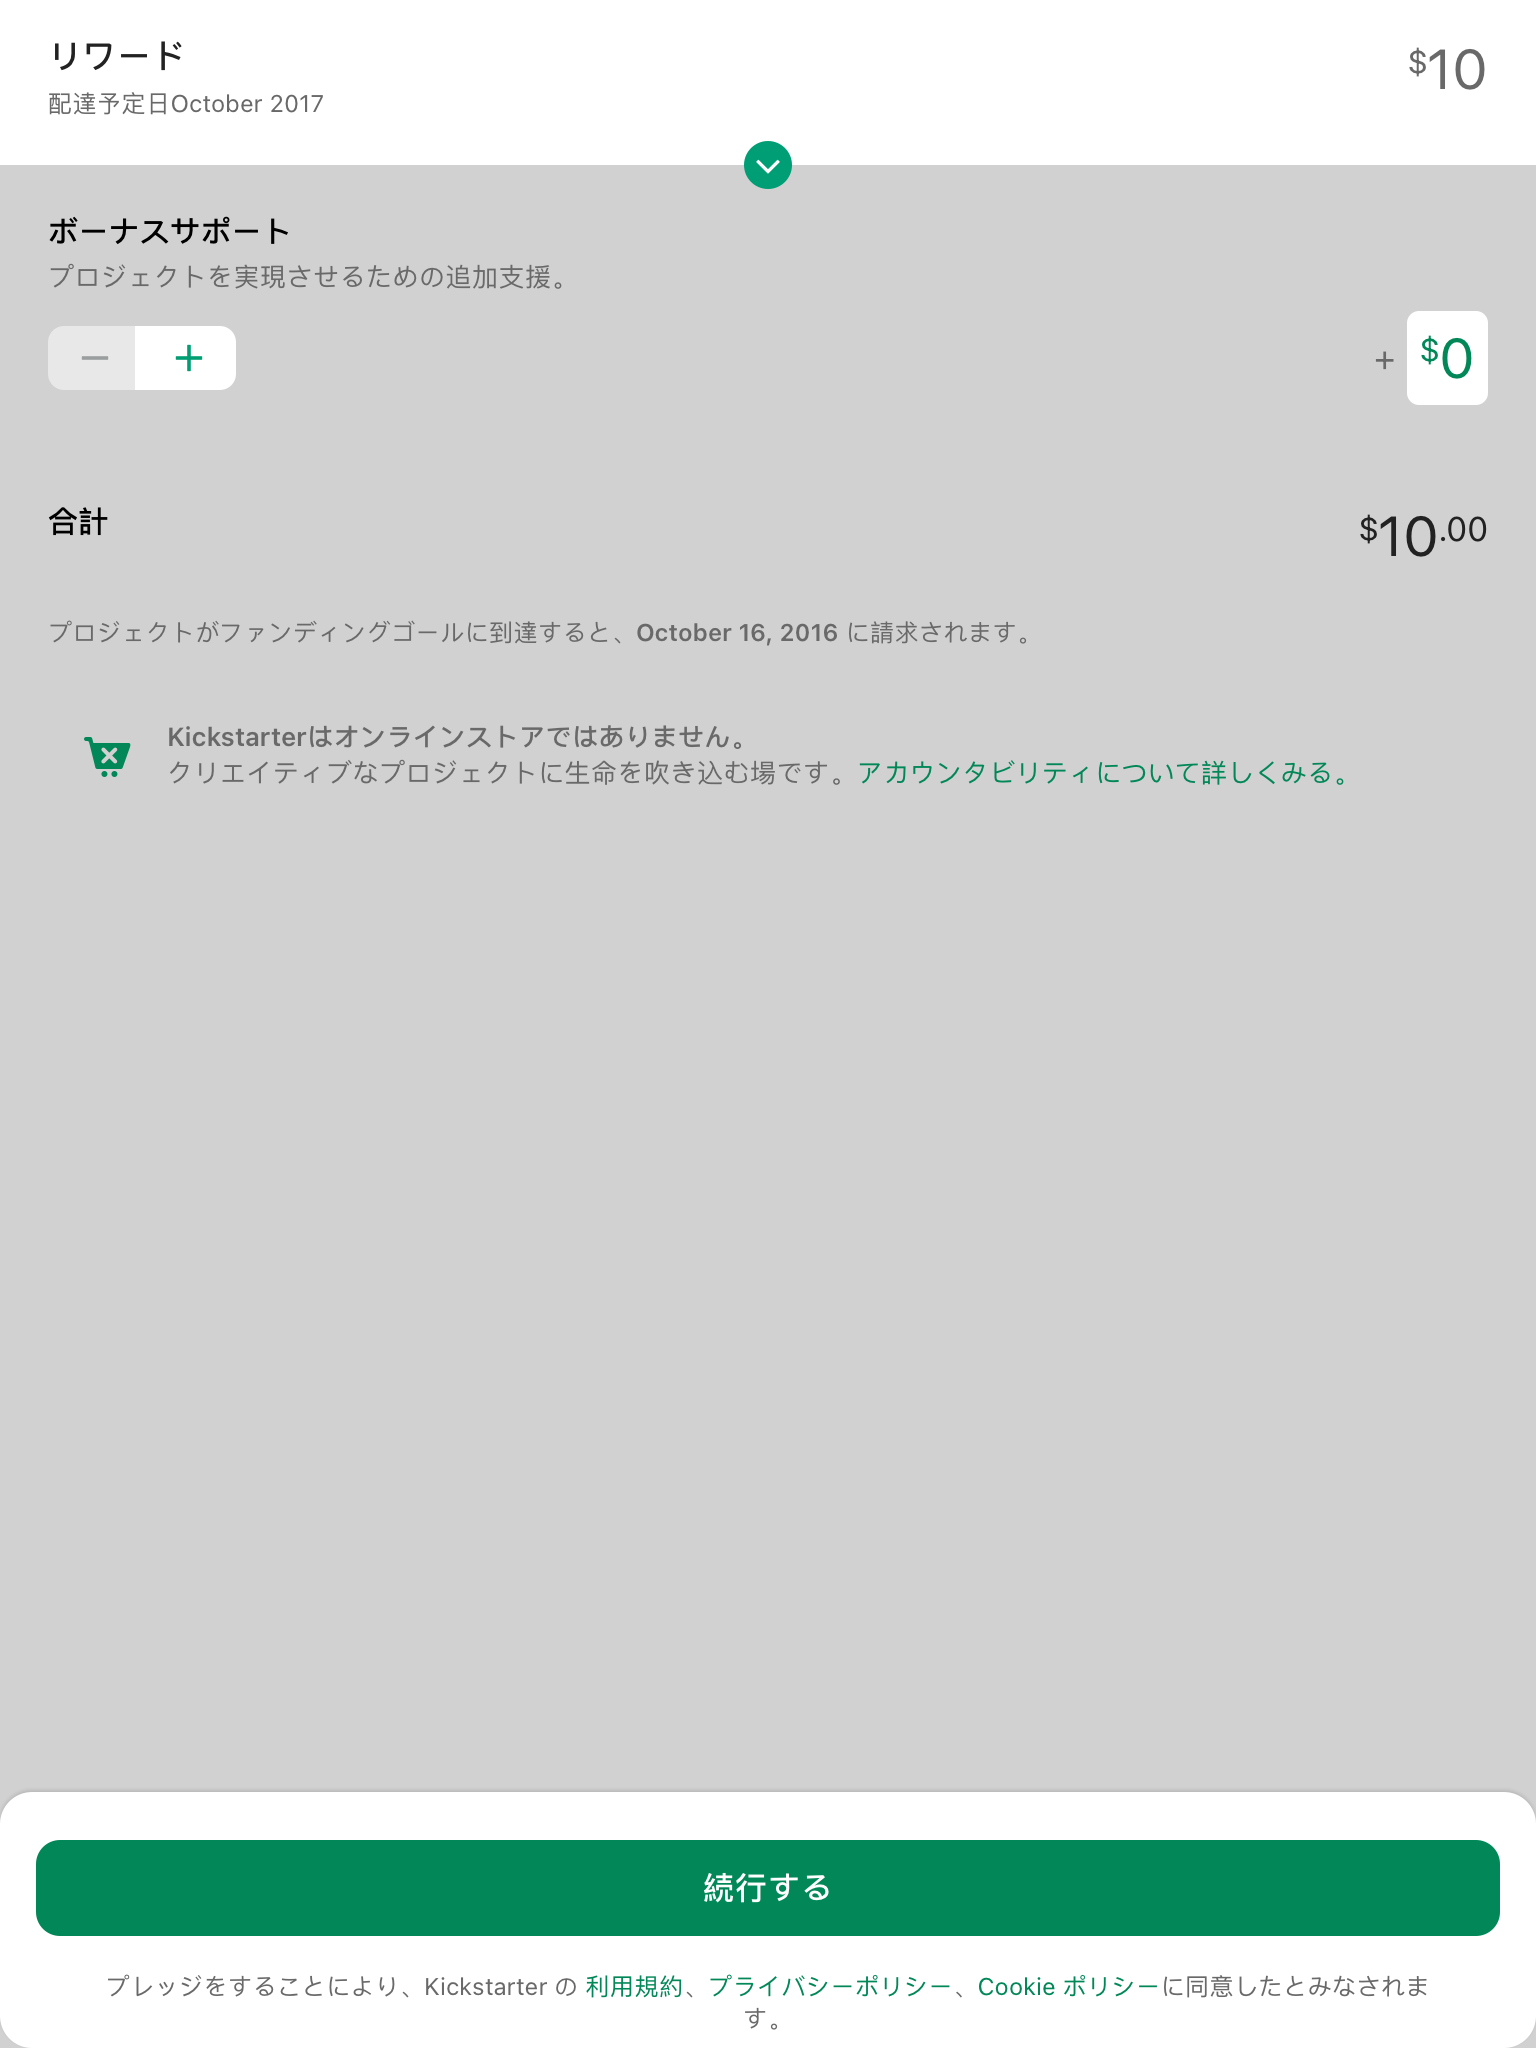 リワード
$10
配達予定日October 2017
ボーナスサポート
プロジェクトを実現させるための追加支援。
+ $0
合計
$10.00
プロジェクトがファンディングゴールに到達すると、October 16, 2016 に請求されます。
Kickstarterはオンラインストアではありません。
クリエイティブなプロジェクトに生命を吹き込む場です。アカウンタビリティについて詳しくみる。
続行する
プレッジをすることにより、Kickstarter の 利用規約、プライバシーポリシー、Cookie ポリシーに同意したとみなされま
す。